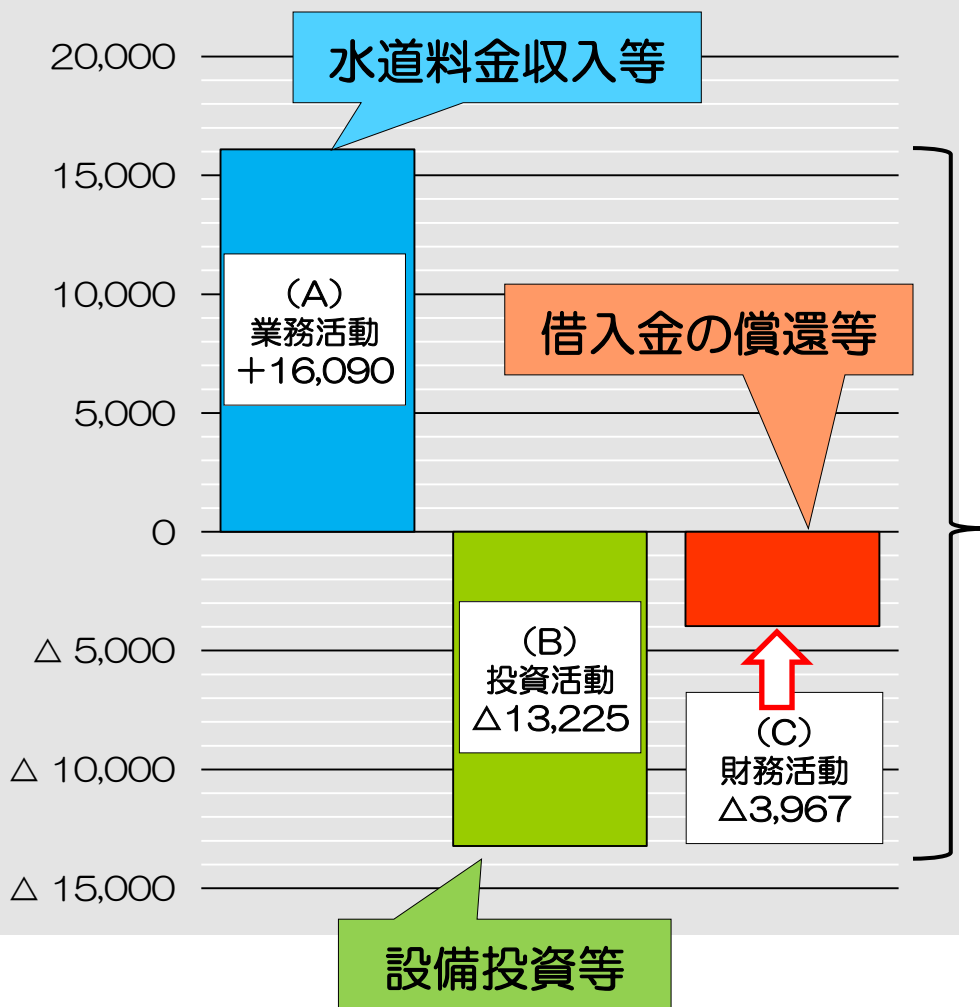 水道料金収入等
20,000
15,000
10,000
5,000
0
△ 5,000
△ 10,000
△ 15,000
(A)
業務活動
+16,090
借入金の償還等
(B)
投資活動
△13,225
(C)
財務活動
△3,967
設備投資等